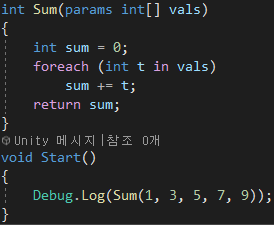 int Sum(params int[] vals)
{
    int sum = 0;
    foreach (int t in vals)
        sum += t;
    return sum;
}
Unity 메시지|참조 0개
void Start()
{
    Debug.Log(Sum(1, 3, 5, 7, 9));
}